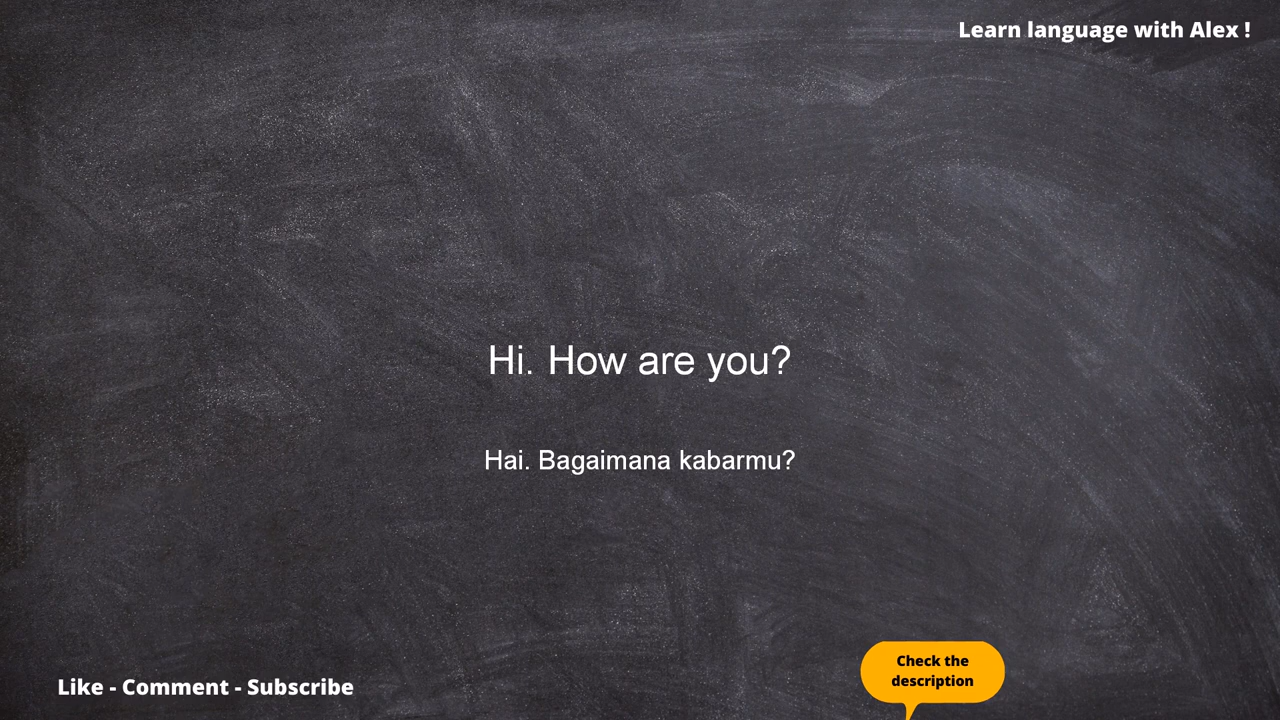 Learn language with Alex !
Hi. How are you?
Hai. Bagaimana kabarmu?
Like - Comment - Subscribe
Check the
description